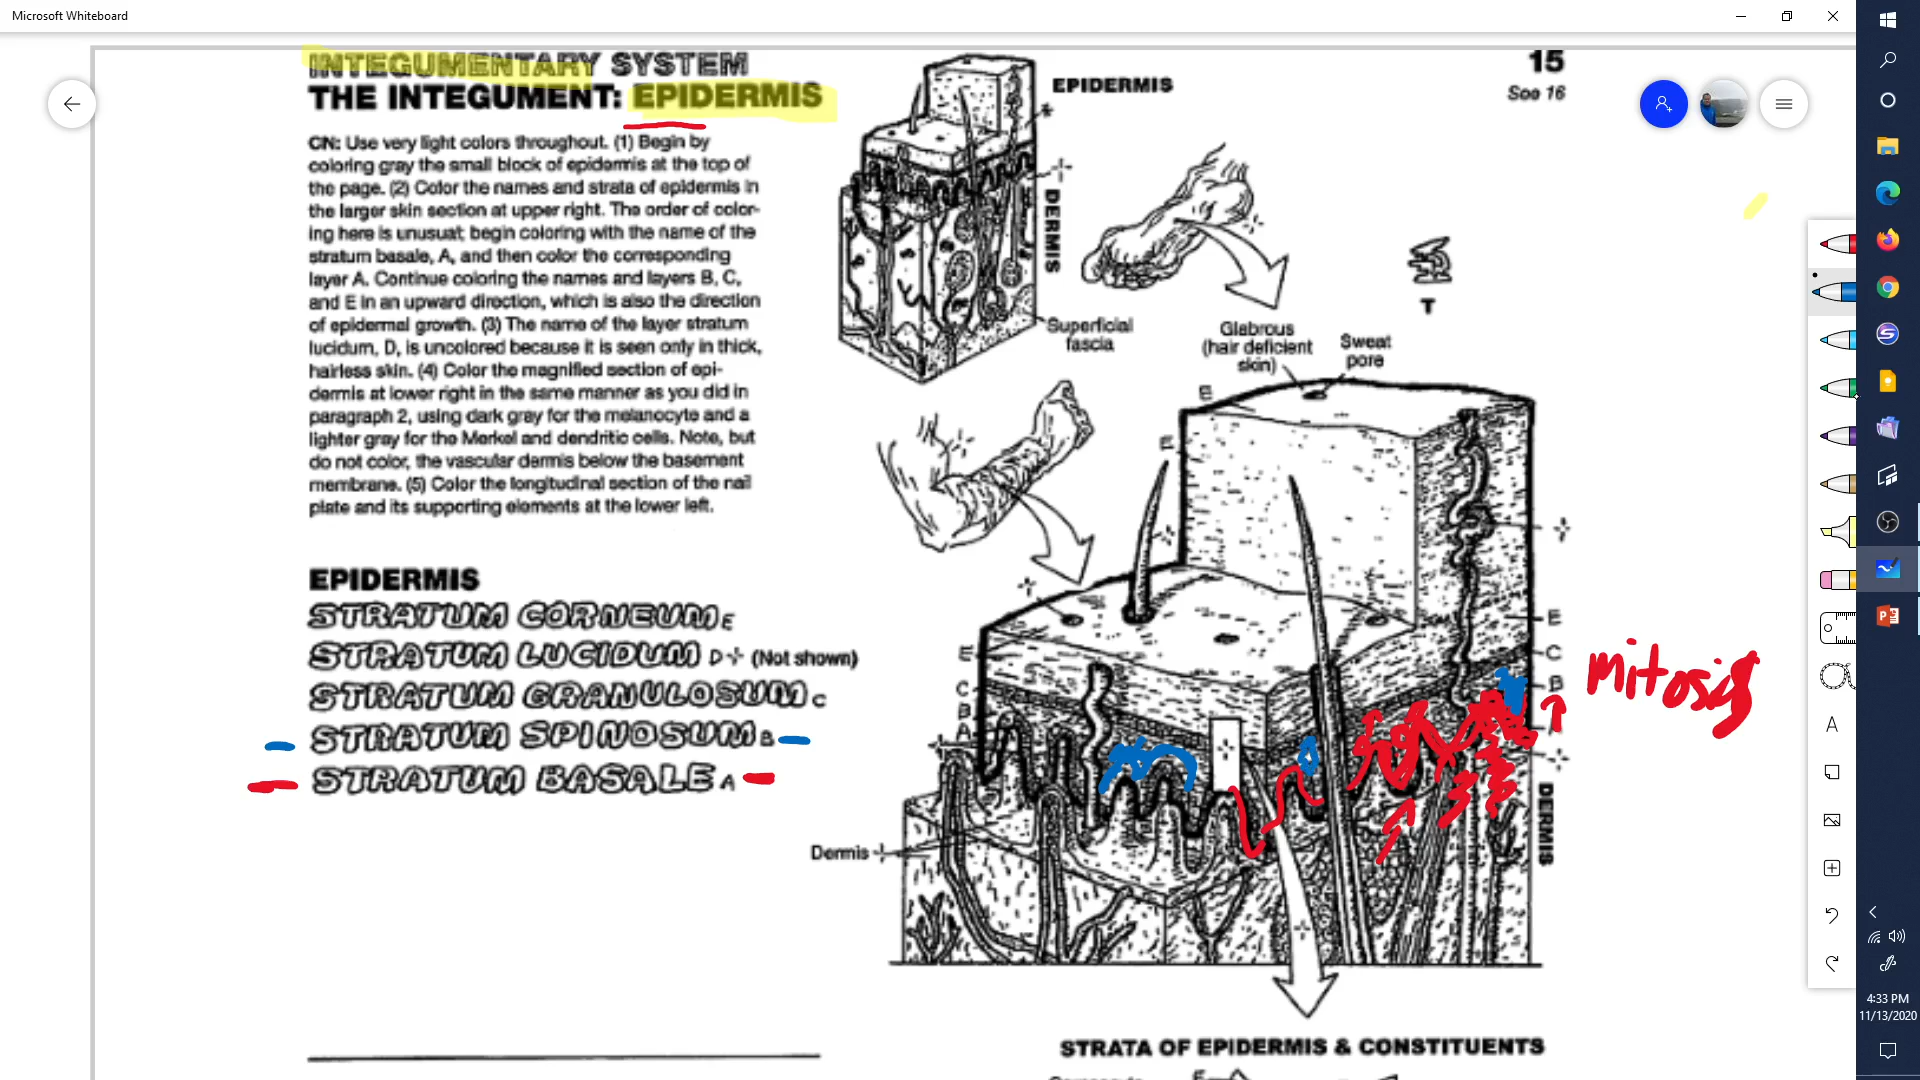 Microsoft Whiteboard
INTEGUMENTARY SYSTEM
THE INTEGUMENT: EPIDERMIS
CN: Use very light colors throughout. (1) Begin by
coloring gray the small block of epidermis at the top of
the page. (2) Color the names and strata of epidermis in
the larger skin section at upper right. The order of color-
ing here is unusual; begin coloring with the name of the
stratum basale, A, and then color the corresponding
layer A. Continue coloring the names and layers B, C,
and E in an upward direction, which is also the direction
of epidermal growth. (3) The name of the layer stratum
lucidum, D, is uncolored because it is seen only in thick,
hairless skin. (4) Color the magnified section of epi-
dermis at lower right in the same manner as you did in
paragraph 2, using dark gray for the melanocyte and a
lighter gray for the Merkel and dendritic cells. Note, but
do not color, the vascular dermis below the basement
membrane. (5) Color the longitudinal section of the nail
plate and its supporting elements at the lower left.
EPIDERMIS
STRATUM CORNEUM E
STRATUM LUCIDUM D (Not shown)
STRATUM GRANULOSUM C
STRATUM SPINOSUM B
STRATUM BASALE A
EPIDERMIS
15
See 16
DERMIS
Superficial
fascia
T
Glabrous
(hair deficient
skin)
Sweat
pore
E
E
E
C
B
A
E
C
B
A
mitosis
Dermis
DERMIS
STRATA OF EPIDERMIS & CONSTITUENTS
A
4:33 PM
11/13/2020